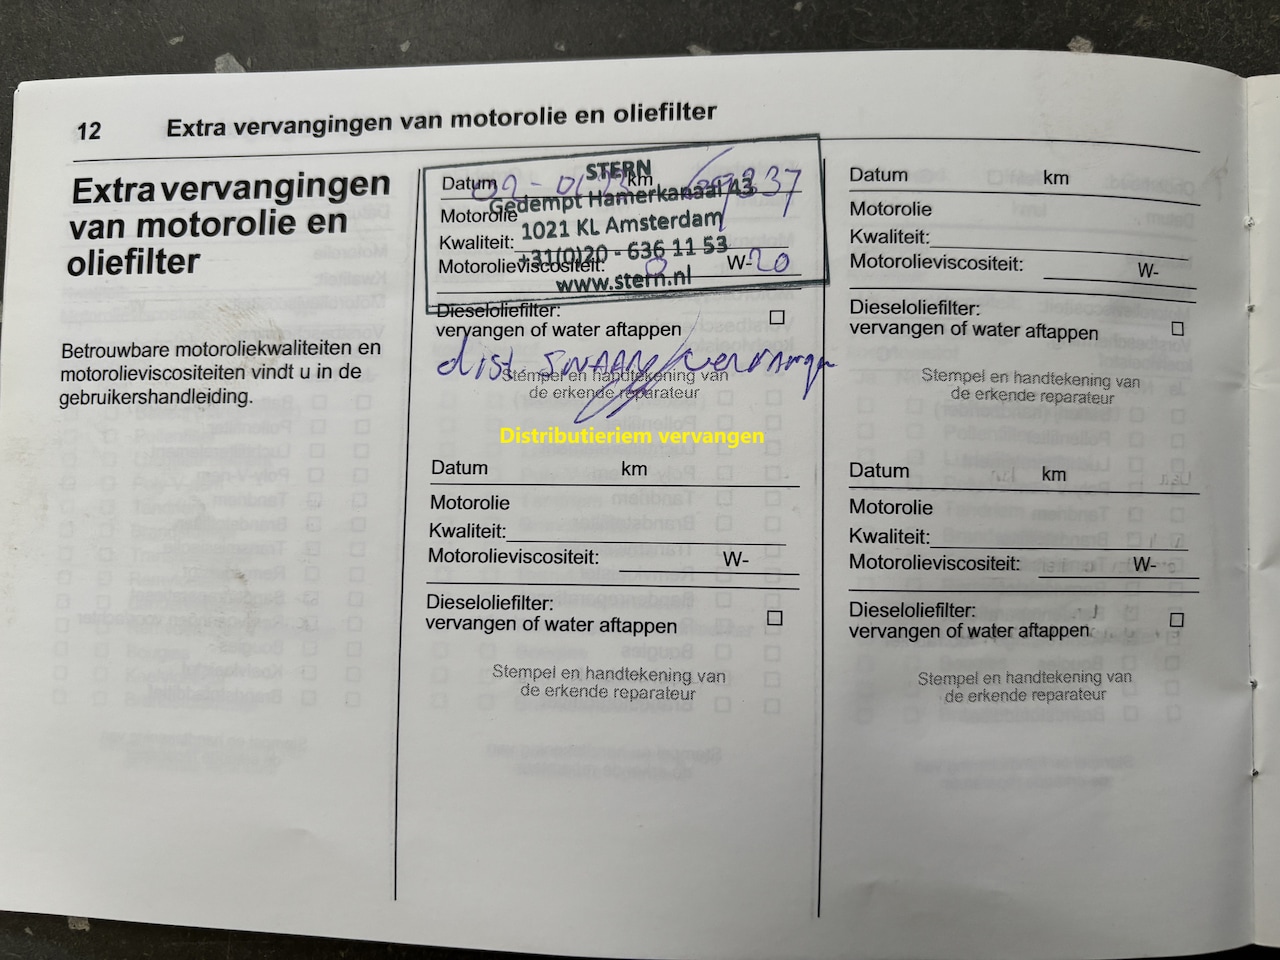 12 Extra vervangingen van motorolie en oliefilter
Extra vervangingen
van motorolie en
oliefilter
Betrouwbare motoroliekwaliteiten en
motorolieviscositeiten vindt u in de
gebruikershandleiding.
STERN
Datum km
Gedempt Hamerkanaal 43
Motorolie
1021 KL Amsterdam
Kwaliteit:
+31(0)20 - 636 11 53
Motorolieviscositeit: 0 W-20
www.stern.nl
Dieseloliefilter:
vervangen of water aftappen
dist. SNAAR vervangen
Stempel en handtekening van
de erkende reparateur
Distributieriem vervangen
Datum km
Motorolie
Kwaliteit:
Motorolieviscositeit: W-
Dieseloliefilter:
vervangen of water aftappen
Stempel en handtekening van
de erkende reparateur
Datum km
Motorolie
Kwaliteit:
Motorolieviscositeit: W-
Dieseloliefilter:
vervangen of water aftappen
Stempel en handtekening van
de erkende reparateur
Datum km
Motorolie
Kwaliteit:
Motorolieviscositeit: W-
Dieseloliefilter:
vervangen of water aftappen
Stempel en handtekening van
de erkende reparateur